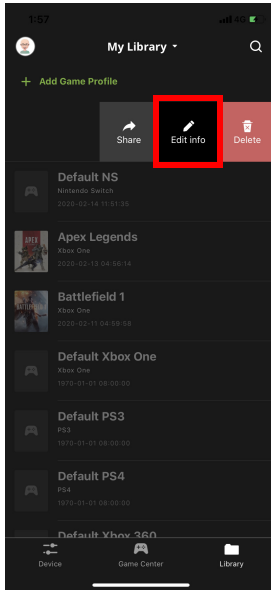 1:57
4G
My Library
+ Add Game Profile
Share
Edit info
Delete
Default NS
Nintendo Switch
2020-02-14 11:51:35
APEX
Apex Legends
Xbox One
2020-02-13 04:56:14
Battlefield 1
Xbox One
2020-02-11 04:59:58
Default Xbox One
Xbox One
1970-01-01 08:00:00
Default PS3
PS3
1970-01-01 08:00:00
Default PS4
PS4
1970-01-01 08:00:00
Default Xbox 360
Device
Game Center
Library